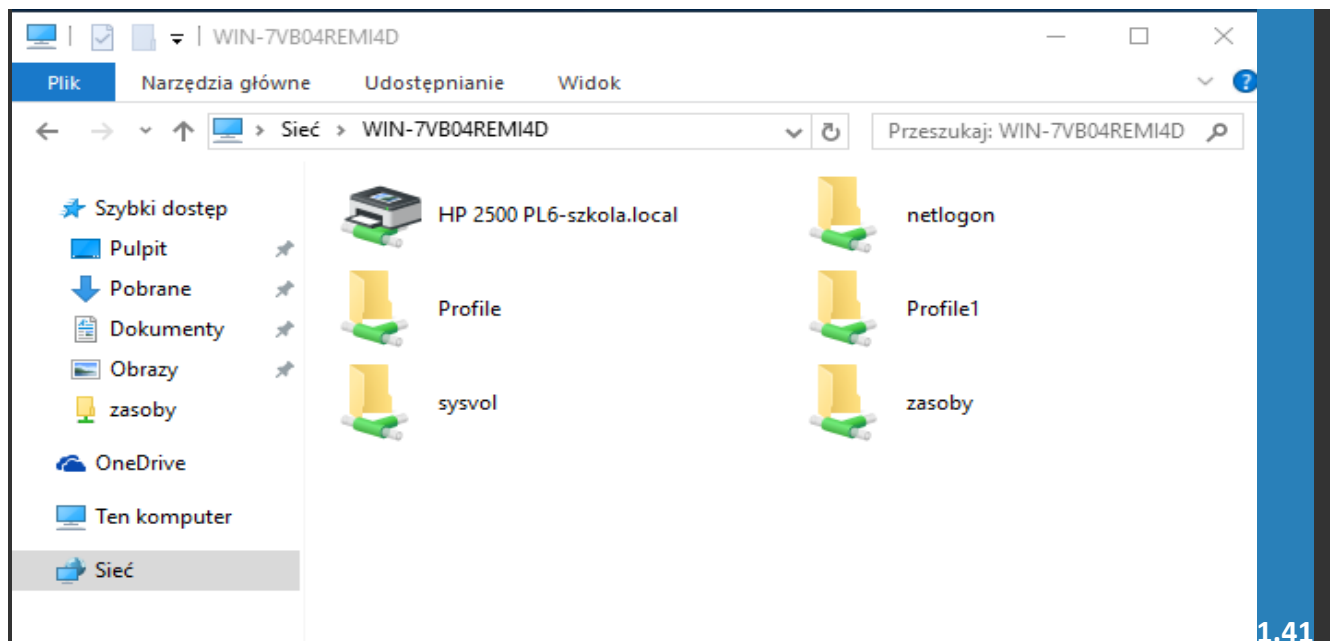 WIN-7VB04REMI4D
Plik Narzędzia główne Udostępnianie Widok ?
Sieć WIN-7VB04REMI4D Przeszukaj: WIN-7VB04REMI4D
Szybki dostęp
Pulpit
Pobrane
Dokumenty
Obrazy
zasoby
OneDrive
Ten komputer
Sieć
HP 2500 PL6-szkola.local netlogon
Profile Profile1
sysvol zasoby
1.41